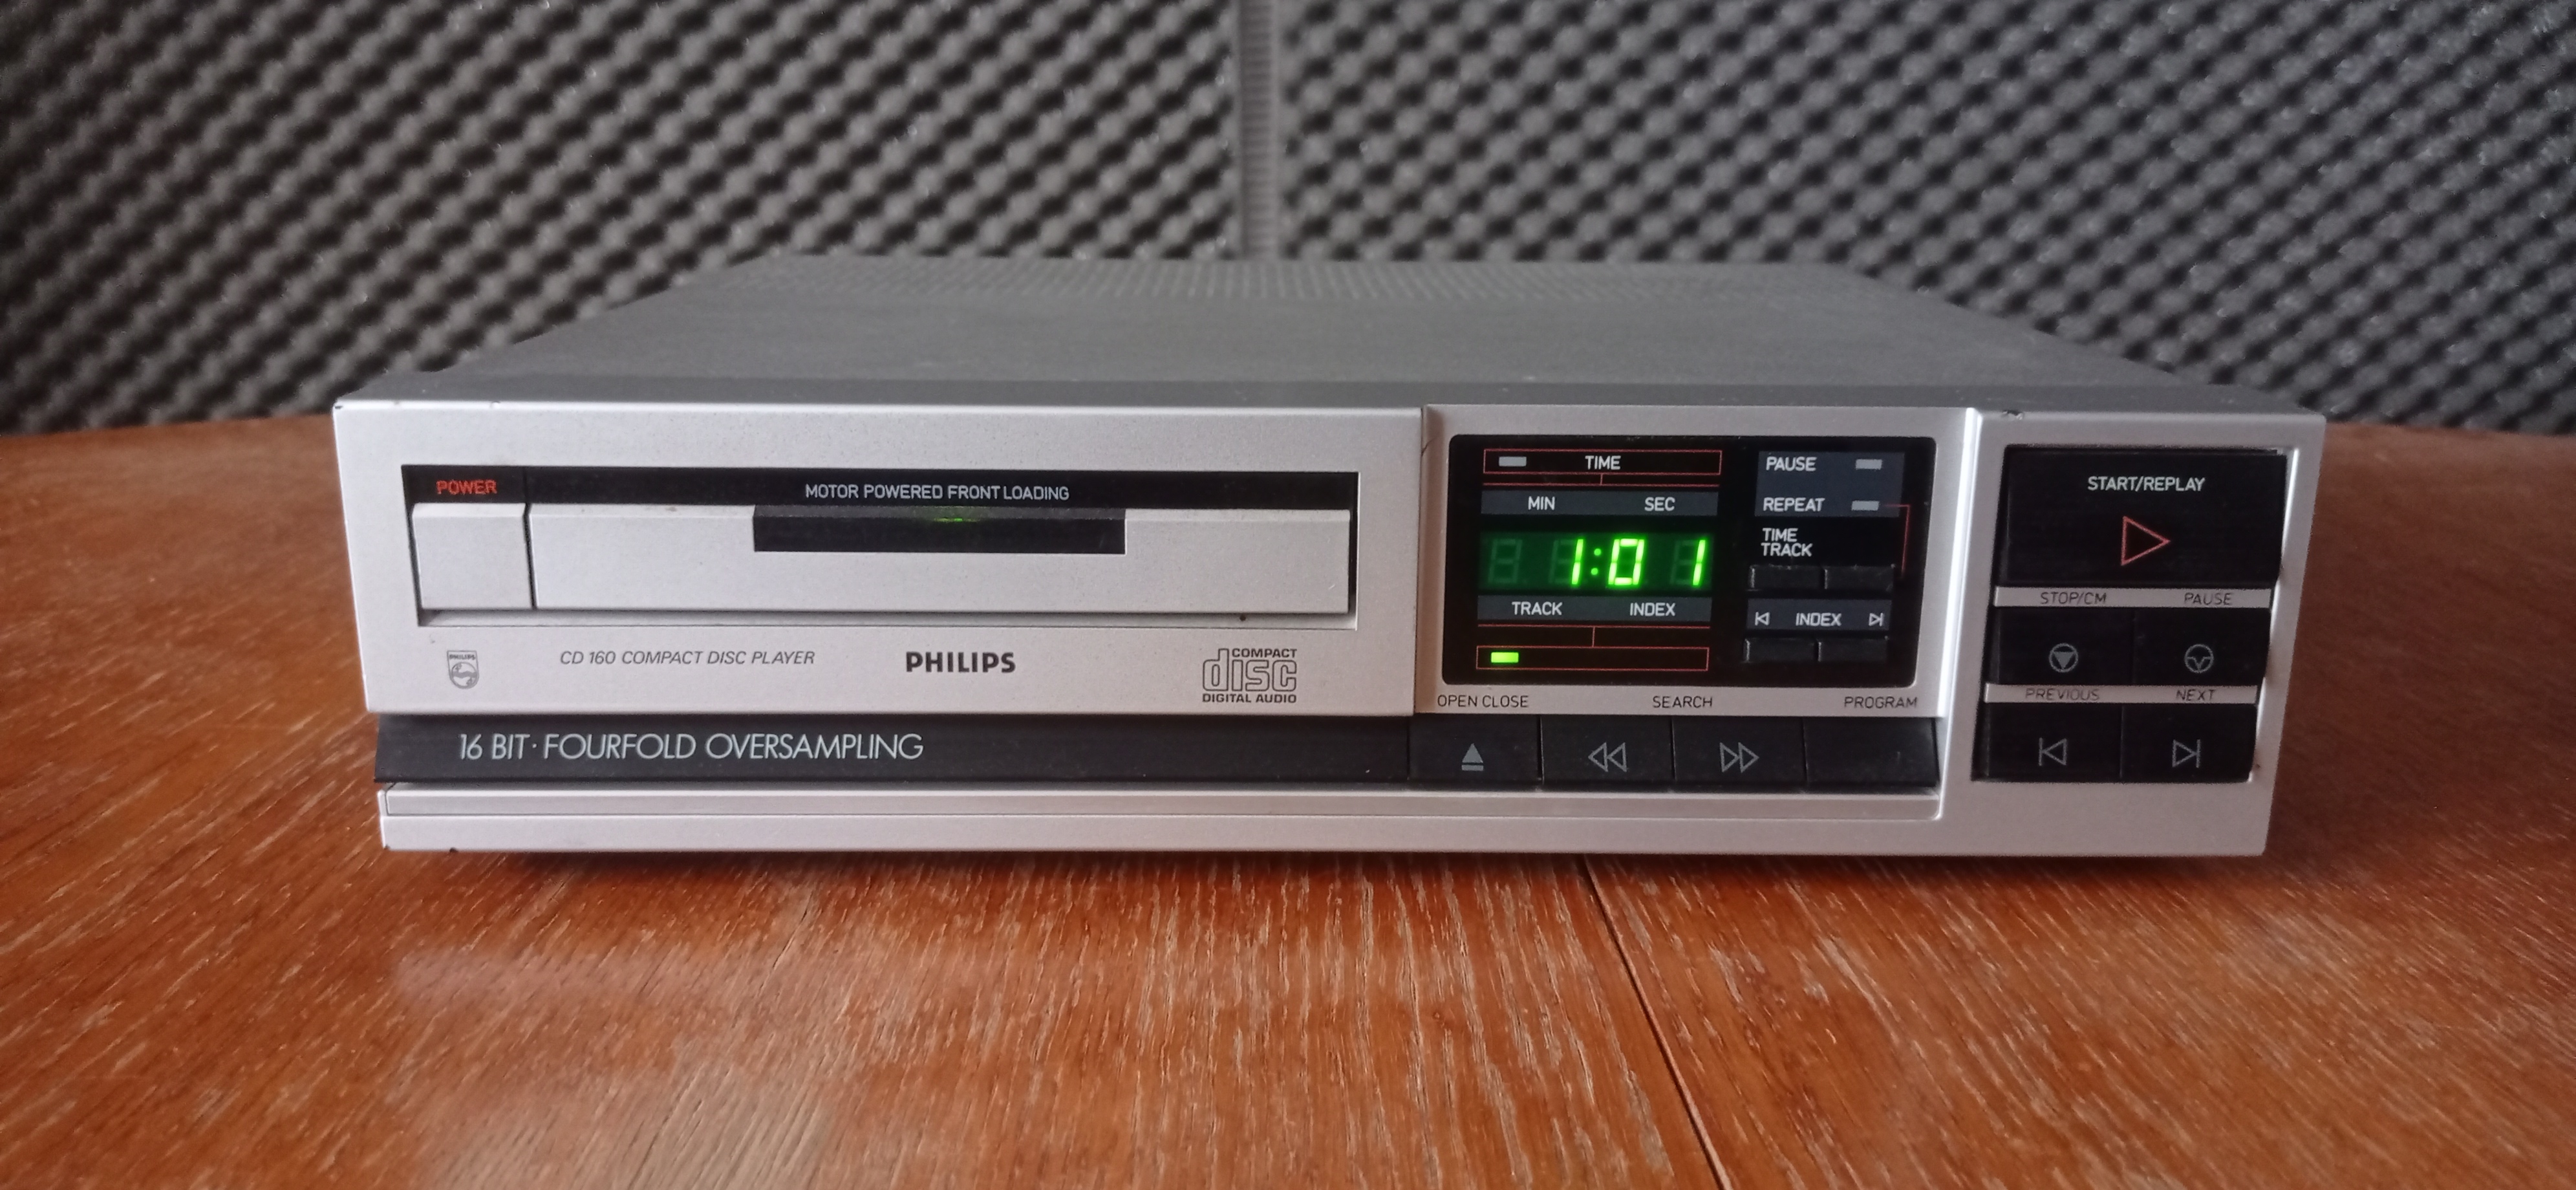 POWER
MOTOR POWERED FRONT LOADING
PHILIPS
CD 160 COMPACT DISC PLAYER
PHILIPS
COMPACT
disc
DIGITAL AUDIO
16 BIT · FOURFOLD OVERSAMPLING
TIME
MIN SEC
1:01
TRACK INDEX
PAUSE
REPEAT
TIME
TRACK
INDEX
OPEN CLOSE SEARCH PROGRAM
START/REPLAY
STOP/CM PAUSE
PREVIOUS NEXT